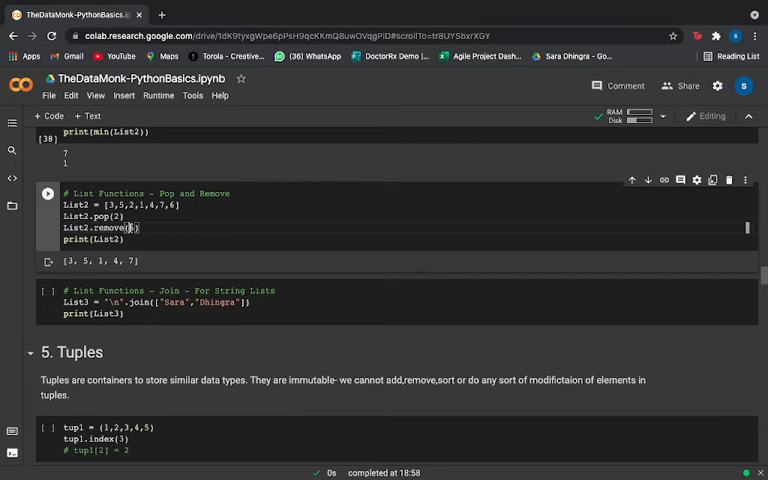 TheDataMonk-PythonBasics.ip
colab.research.google.com/drive/1dK9tyxgWpe6pPsH9qcKKmQ8uwOVqgPlD#scrollTo=tr8UYSbxrXGY
Apps Gmail YouTube Maps Torola - Creativ... (36) WhatsApp DoctorRx Demo |... Agile Project Dash... Sara Dhingra - Go... Reading List
TheDataMonk-PythonBasics.ipynb
Comment Share S
File Edit View Insert Runtime Tools Help
+ Code + Text
RAM
Disk
Editing
print(min(List2))
[38]
7
1
# List Functions - Pop and Remove
List2 = [3,5,2,1,4,7,6]
List2.pop(2)
List2.remove(6)
print(List2)
[3, 5, 1, 4, 7]
[ ] # List Functions - Join - For String Lists
List3 = "\n".join(["Sara","Dhingra"])
print(List3)
5. Tuples
Tuples are containers to store similar data types. They are immutable- we cannot add,remove,sort or do any sort of modifictaion of elements in
tuples.
[ ] tup1 = (1,2,3,4,5)
tup1.index(3)
# tup1[2] = 2
0s completed at 18:58